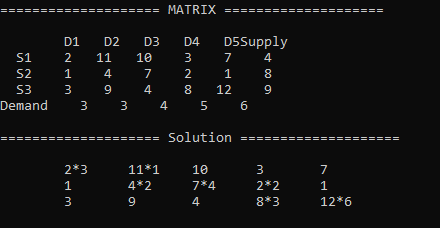 ==================== MATRIX ====================
D1 D2 D3 D4 D5Supply
S1 2 11 10 3 7 4
S2 1 4 7 2 1 8
S3 3 9 4 8 12 9
Demand 3 3 4 5 6
==================== Solution ====================
2*3 11*1 10 3 7
1 4*2 7*4 2*2 1
3 9 4 8*3 12*6